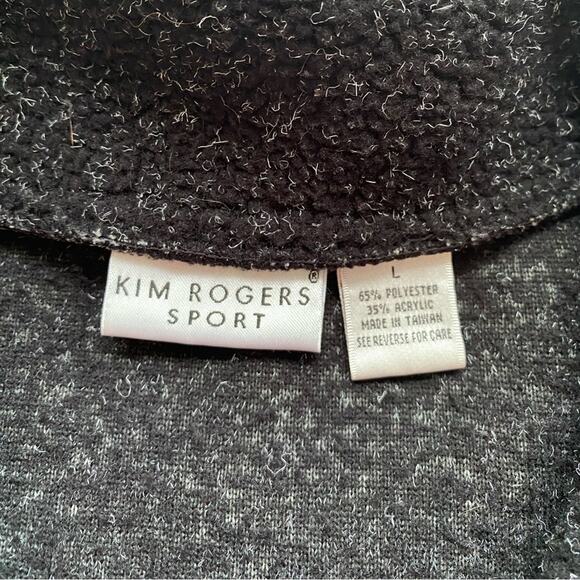 KIM ROGERS®
SPORT
L
65% POLYESTER
35% ACRYLIC
MADE IN TAIWAN
SEE REVERSE FOR CARE